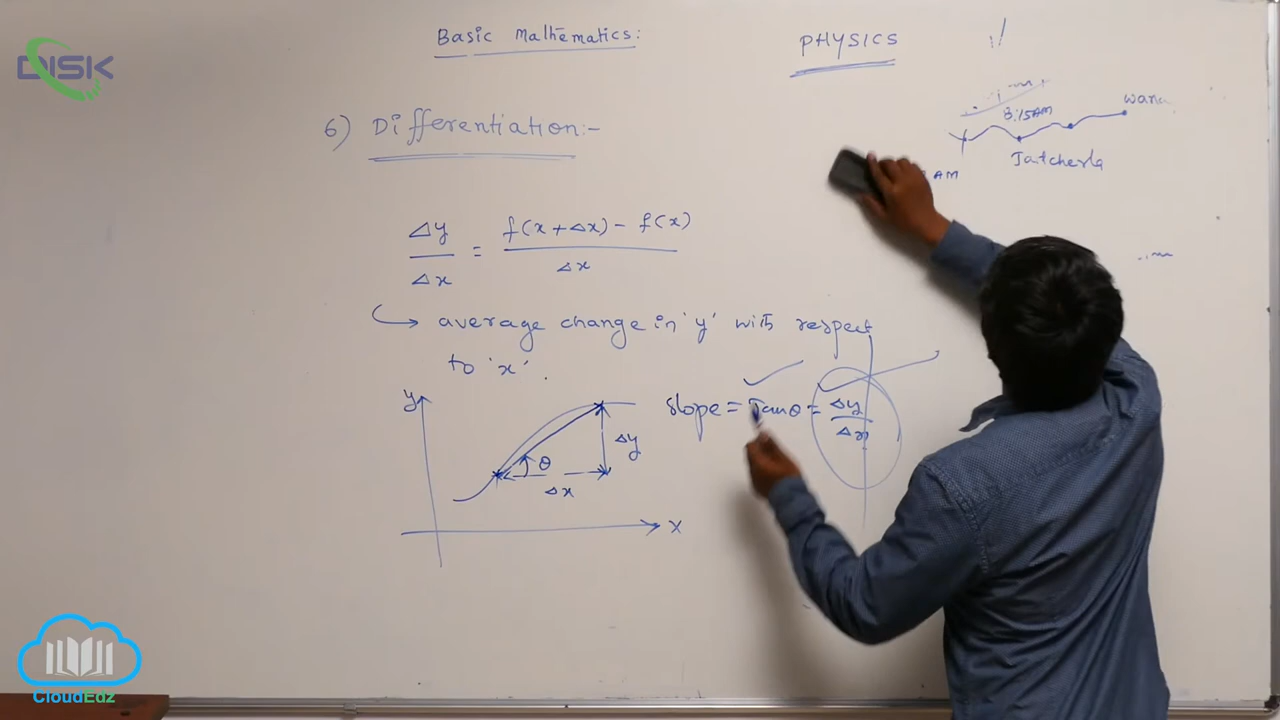 DISK
Basic Mathematics:
PHYSICS
8:15AM
Jatcherla
AM
6) Differentiation:-
Δy/Δx = f(x + Δx) - f(x)/Δx
average change in 'y' with respect
to 'x'.
y
θ
Δy
Δx
x
slope = Tanθ = Δy/Δx
CloudEdz